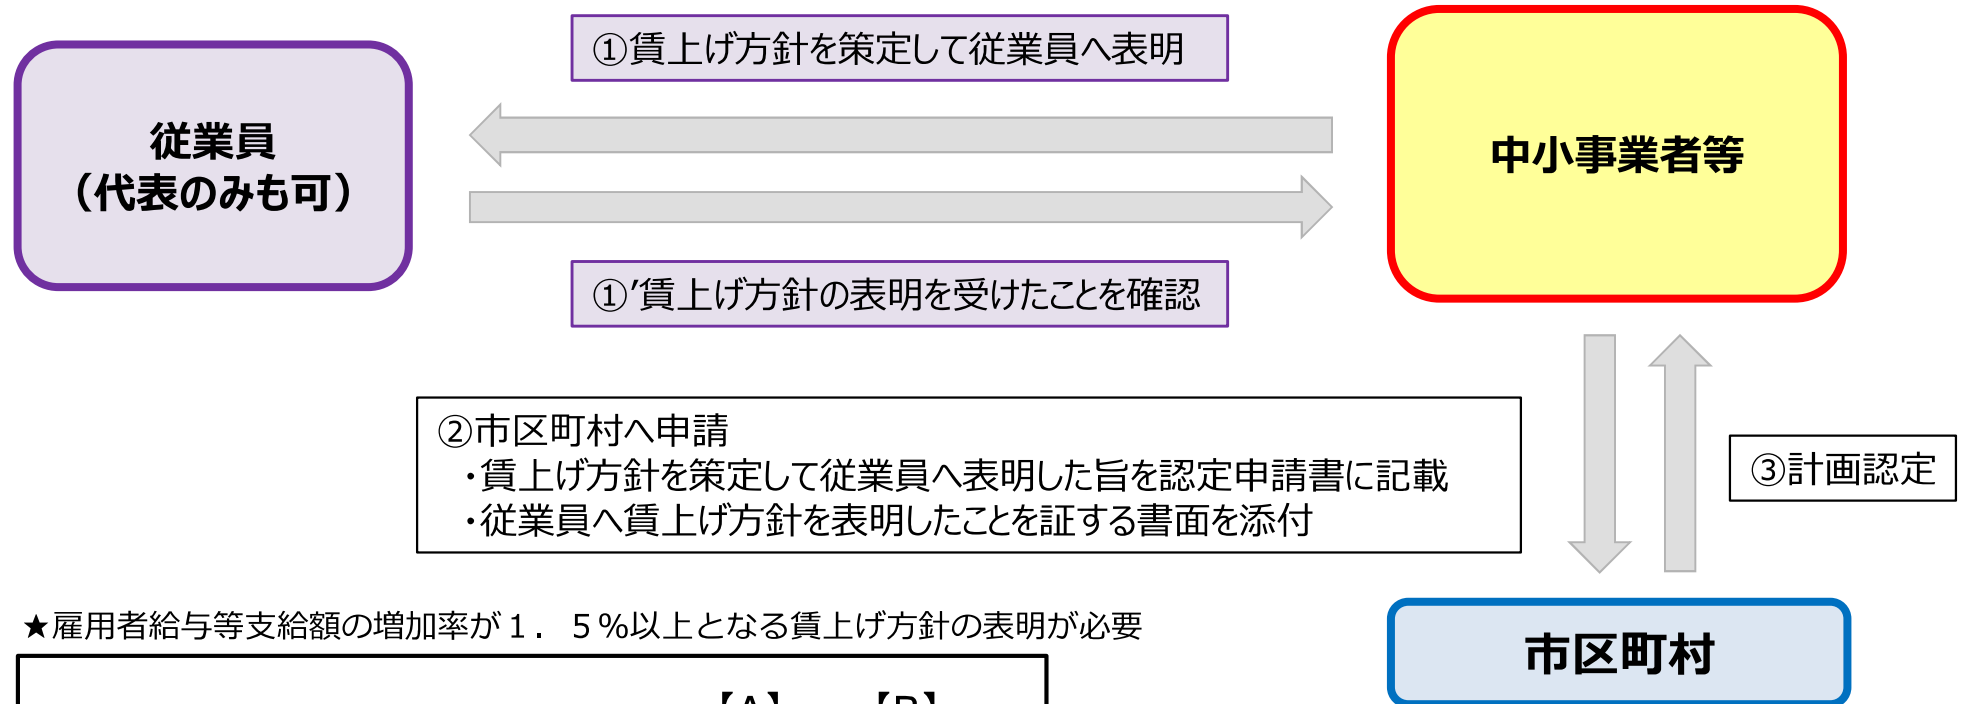 ①賃上げ方針を策定して従業員へ表明
従業員
（代表のみも可）
中小事業者等
①’賃上げ方針の表明を受けたことを確認
②市区町村へ申請
・賃上げ方針を策定して従業員へ表明した旨を認定申請書に記載
・従業員へ賃上げ方針を表明したことを証する書面を添付
③計画認定
★雇用者給与等支給額の増加率が１．５％以上となる賃上げ方針の表明が必要
市区町村
【A】 【B】